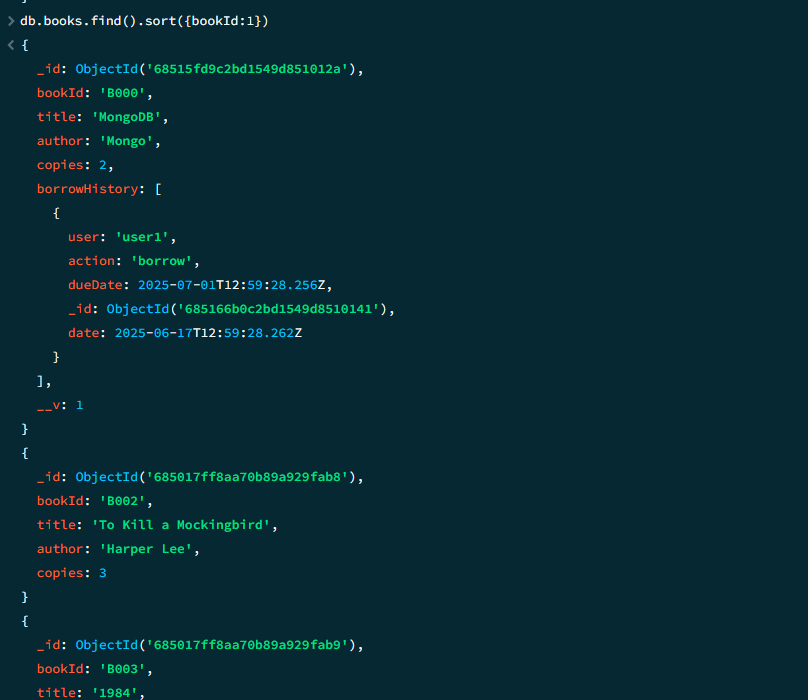 db.books.find().sort({bookId:1})
{
_id: ObjectId('68515fd9c2bd1549d851012a'),
bookId: 'B000',
title: 'MongoDB',
author: 'Mongo',
copies: 2,
borrowHistory: [
{
user: 'user1',
action: 'borrow',
dueDate: 2025-07-01T12:59:28.256Z,
_id: ObjectId('685166b0c2bd1549d8510141'),
date: 2025-06-17T12:59:28.262Z
}
],
__v: 1
}
{
_id: ObjectId('685017ff8aa70b89a929fab8'),
bookId: 'B002',
title: 'To Kill a Mockingbird',
author: 'Harper Lee',
copies: 3
}
{
_id: ObjectId('685017ff8aa70b89a929fab9'),
bookId: 'B003',
title: '1984',